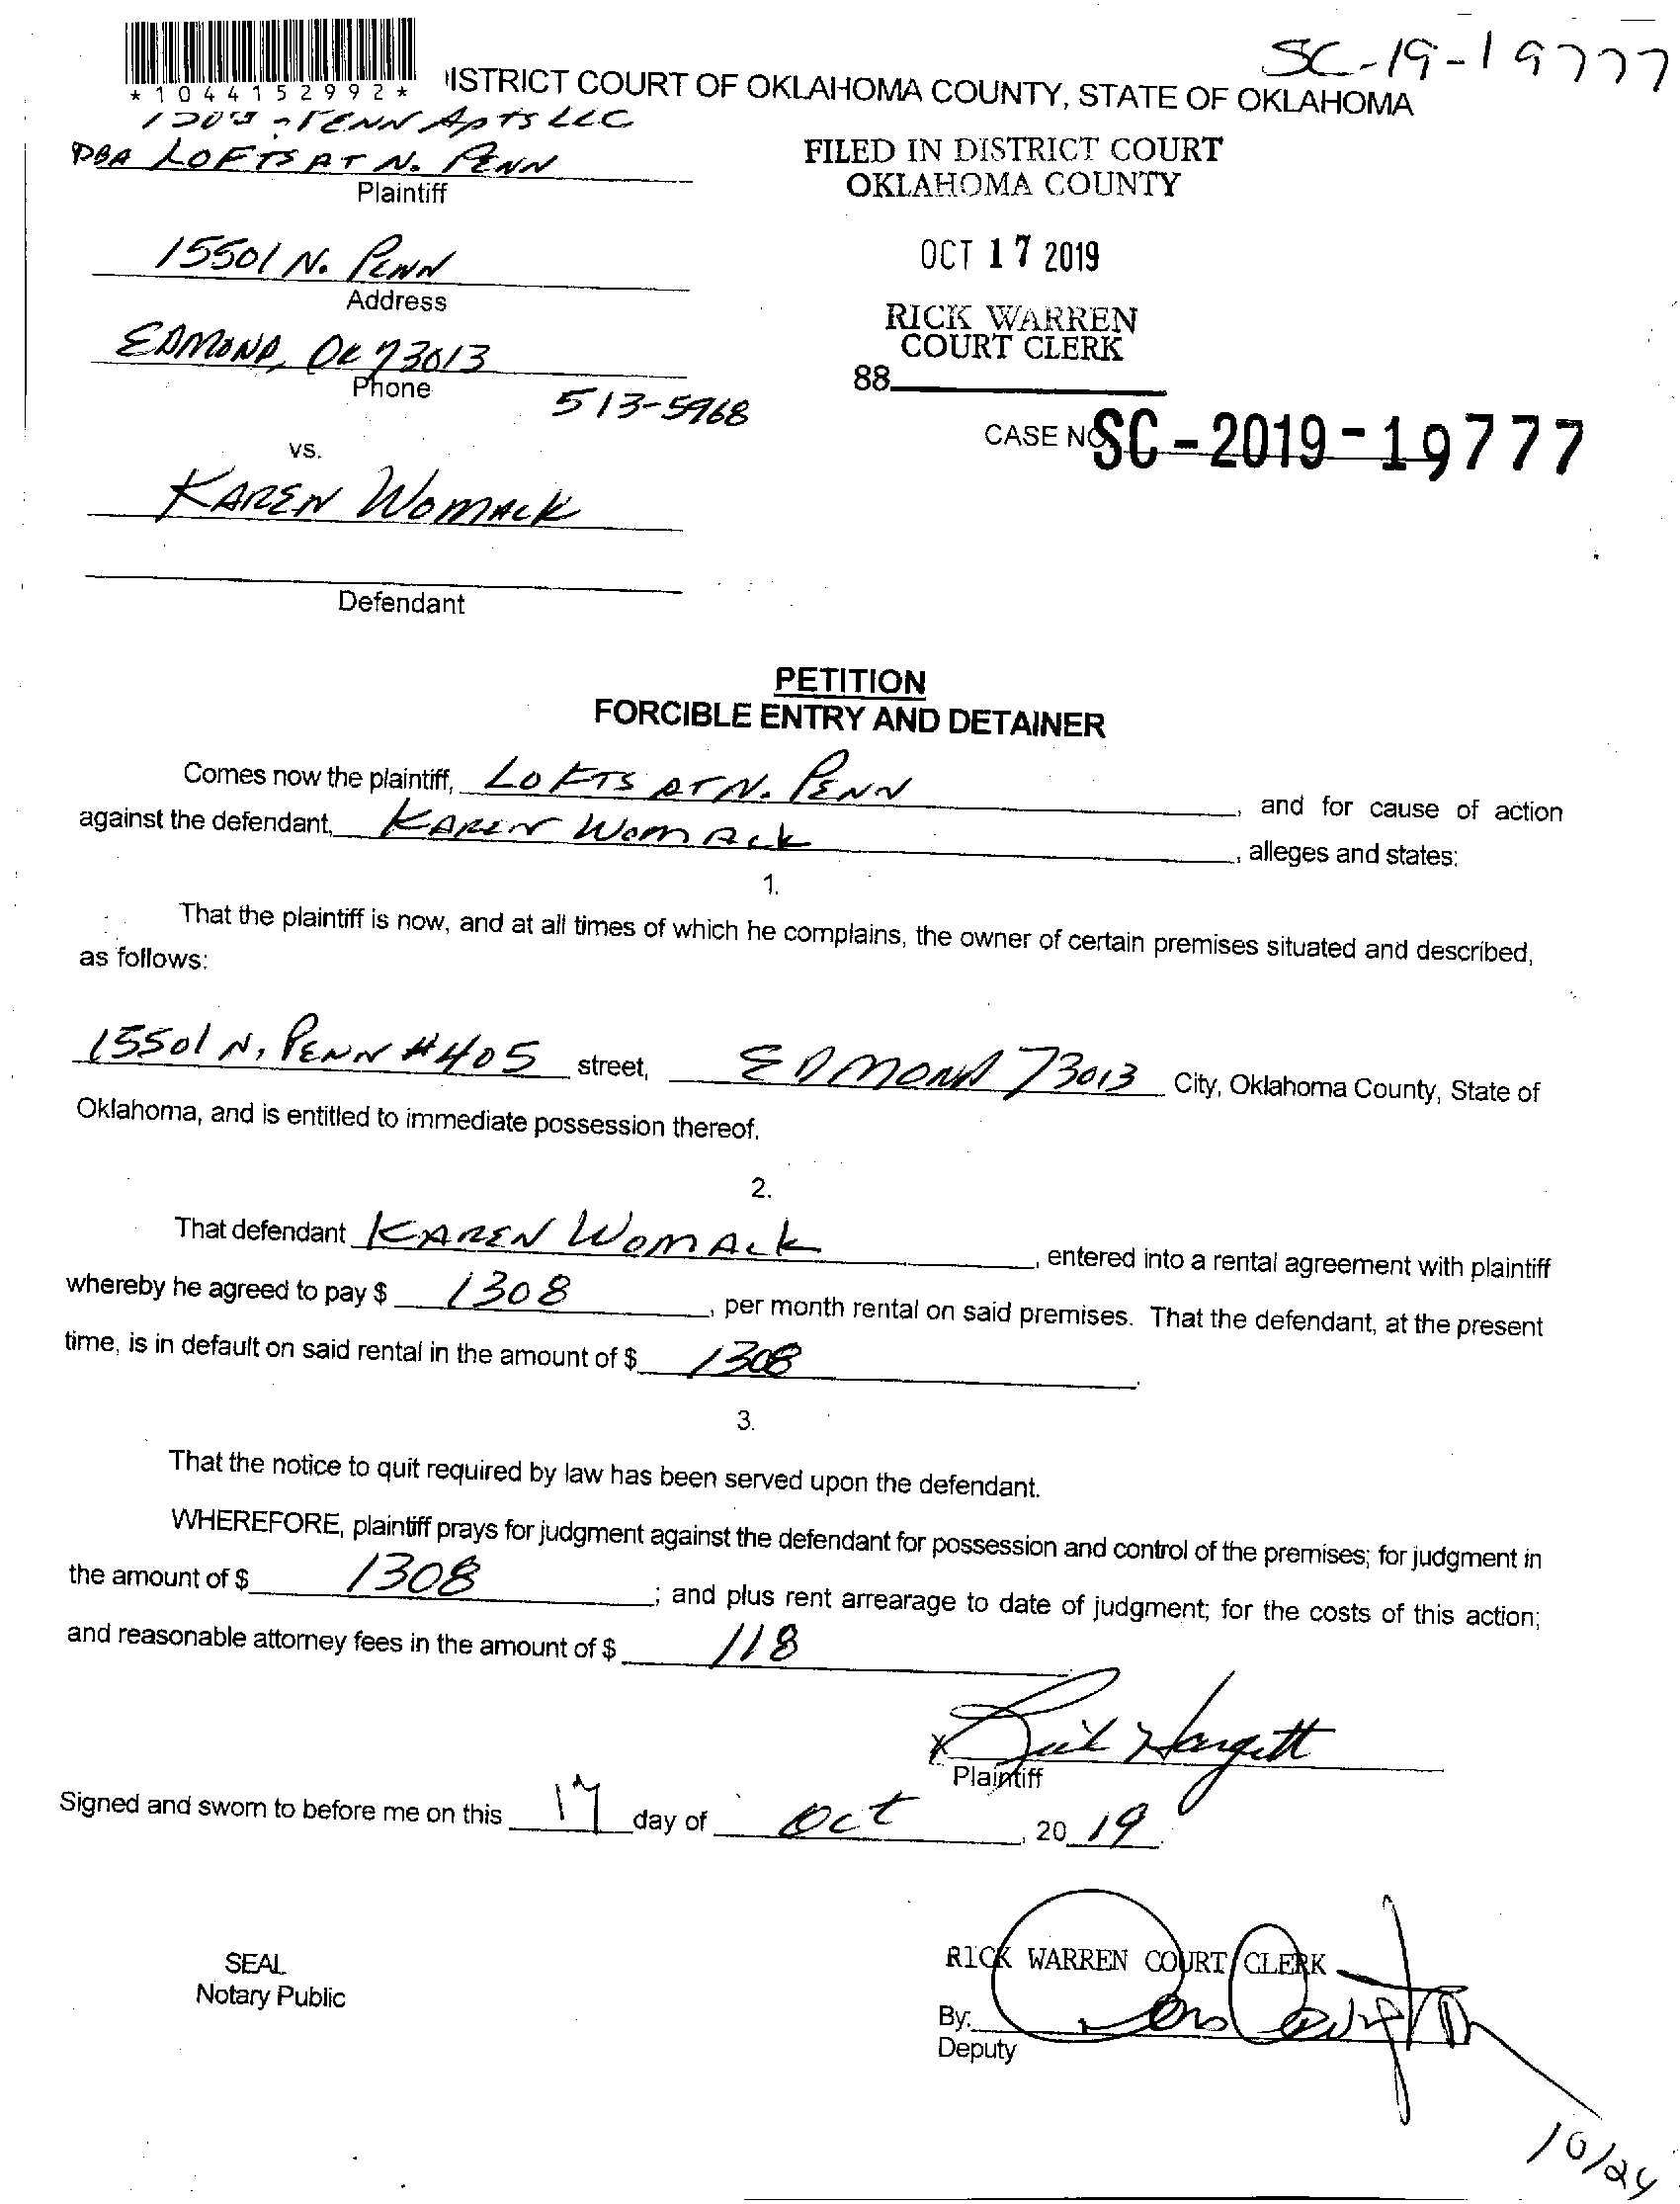 SC-19-19777
*1044152992*
ISTRICT COURT OF OKLAHOMA COUNTY, STATE OF OKLAHOMA
PENN APTS LLC
DBA LOFTS AT N. PENN
Plaintiff
FILED IN DISTRICT COURT
OKLAHOMA COUNTY
OCT 17 2019
RICK WARREN
COURT CLERK
88
15501 N. PENN
Address
EDMOND, OK 73013
Phone
513-5968
CASE NO SC-2019-19777
vs.
KAREN WOMACK
Defendant
PETITION
FORCIBLE ENTRY AND DETAINER
Comes now the plaintiff, LOFTS AT N. PENN, and for cause of action
against the defendant, KAREN WOMACK, alleges and states:
1.
That the plaintiff is now, and at all times of which he complains, the owner of certain premises situated and described,
as follows:
15501 N. PENN #405 street, EDMOND 73013 City, Oklahoma County, State of
Oklahoma, and is entitled to immediate possession thereof.
2.
That defendant KAREN WOMACK, entered into a rental agreement with plaintiff
whereby he agreed to pay $ 1308, per month rental on said premises. That the defendant, at the present
time, is in default on said rental in the amount of $ 1308.
3.
That the notice to quit required by law has been served upon the defendant.
WHEREFORE, plaintiff prays for judgment against the defendant for possession and control of the premises; for judgment in
the amount of $ 1308; and plus rent arrearage to date of judgment; for the costs of this action;
and reasonable attorney fees in the amount of $ 118
X Rick Hargett
Plaintiff
Signed and sworn to before me on this 17 day of Oct, 20 19.
SEAL
Notary Public
RICK WARREN COURT CLERK
By:
Deputy
10/24